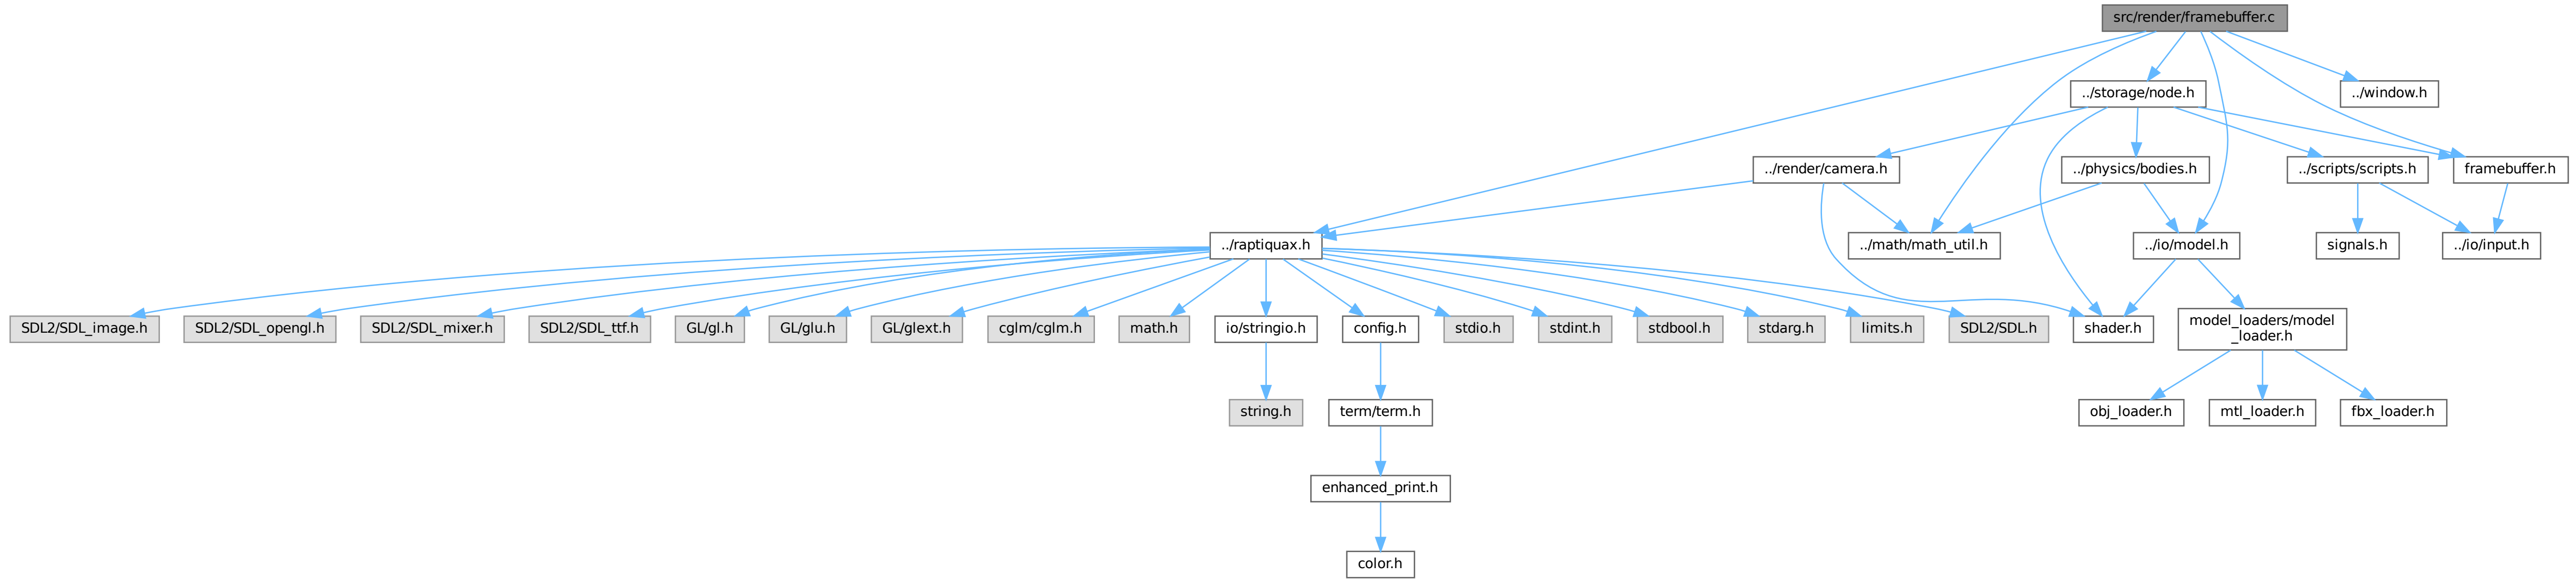 src/render/framebuffer.c
../storage/node.h
../window.h
../render/camera.h
../physics/bodies.h
../scripts/scripts.h
framebuffer.h
../raptiquax.h
../math/math_util.h
../io/model.h
signals.h
../io/input.h
SDL2/SDL_image.h
SDL2/SDL_opengl.h
SDL2/SDL_mixer.h
SDL2/SDL_ttf.h
GL/gl.h
GL/glu.h
GL/glext.h
cglm/cglm.h
math.h
io/stringio.h
config.h
stdio.h
stdint.h
stdbool.h
stdarg.h
limits.h
SDL2/SDL.h
shader.h
model_loaders/model
_loader.h
string.h
term/term.h
obj_loader.h
mtl_loader.h
fbx_loader.h
enhanced_print.h
color.h